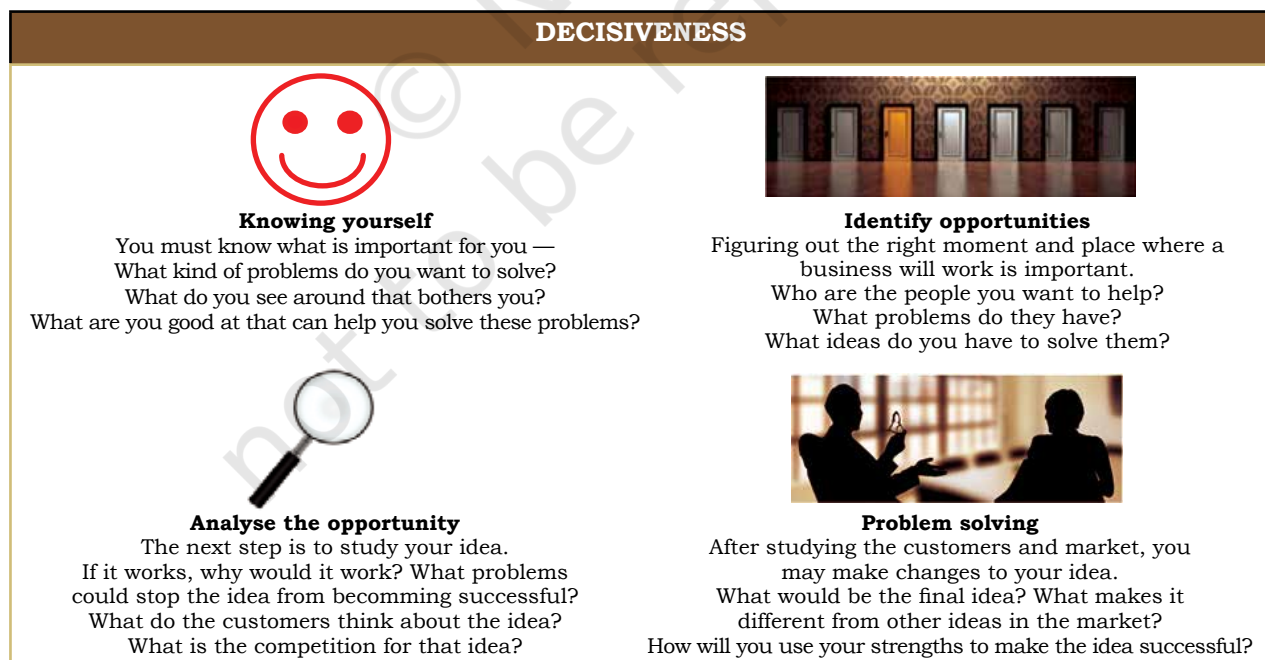 DECISIVENESS
Knowing yourself
You must know what is important for you —
What kind of problems do you want to solve?
What do you see around that bothers you?
What are you good at that can help you solve these problems?
Identify opportunities
Figuring out the right moment and place where a
business will work is important.
Who are the people you want to help?
What problems do they have?
What ideas do you have to solve them?
Analyse the opportunity
The next step is to study your idea.
If it works, why would it work? What problems
could stop the idea from becomming successful?
What do the customers think about the idea?
What is the competition for that idea?
Problem solving
After studying the customers and market, you
may make changes to your idea.
What would be the final idea? What makes it
different from other ideas in the market?
How will you use your strengths to make the idea successful?
©
not to be